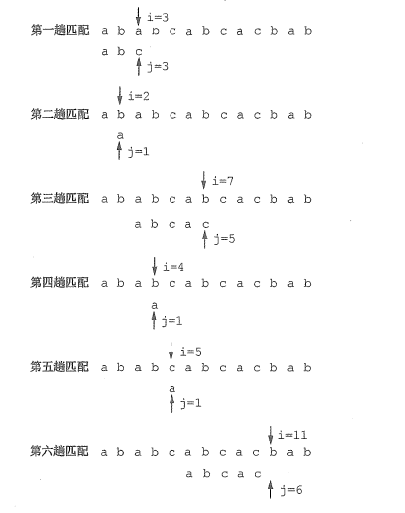 i=3
第一趟匹配 a b a b c a b c a c b a b
a b c
j=3
i=2
第二趟匹配 a b a b c a b c a c b a b
a
j=1
i=7
第三趟匹配 a b a b c a b c a c b a b
a b c a c
j=5
i=4
第四趟匹配 a b a b c a b c a c b a b
a
j=1
i=5
第五趟匹配 a b a b c a b c a c b a b
a
j=1
i=11
第六趟匹配 a b a b c a b c a c b a b
a b c a c
j=6